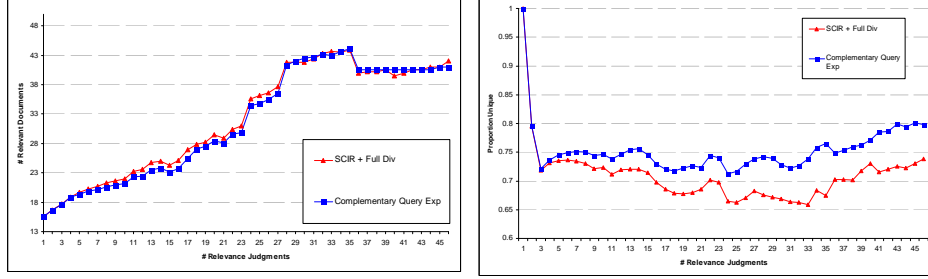 48
43
38
33
28
23
18
13
# Relevant Documents
1 3 5 7 9 11 13 15 17 19 21 23 25 27 29 31 33 35 37 39 41 43 45
# Relevance Judgments
SCIR + Full Div
Complementary Query
Exp
1
0.95
0.9
0.85
0.8
0.75
0.7
0.65
0.6
Proportion Unique
1 3 5 7 9 11 13 15 17 19 21 23 25 27 29 31 33 35 37 39 41 43 45
# Relevance Judgments
SCIR + Full Div
Complementary Query
Exp